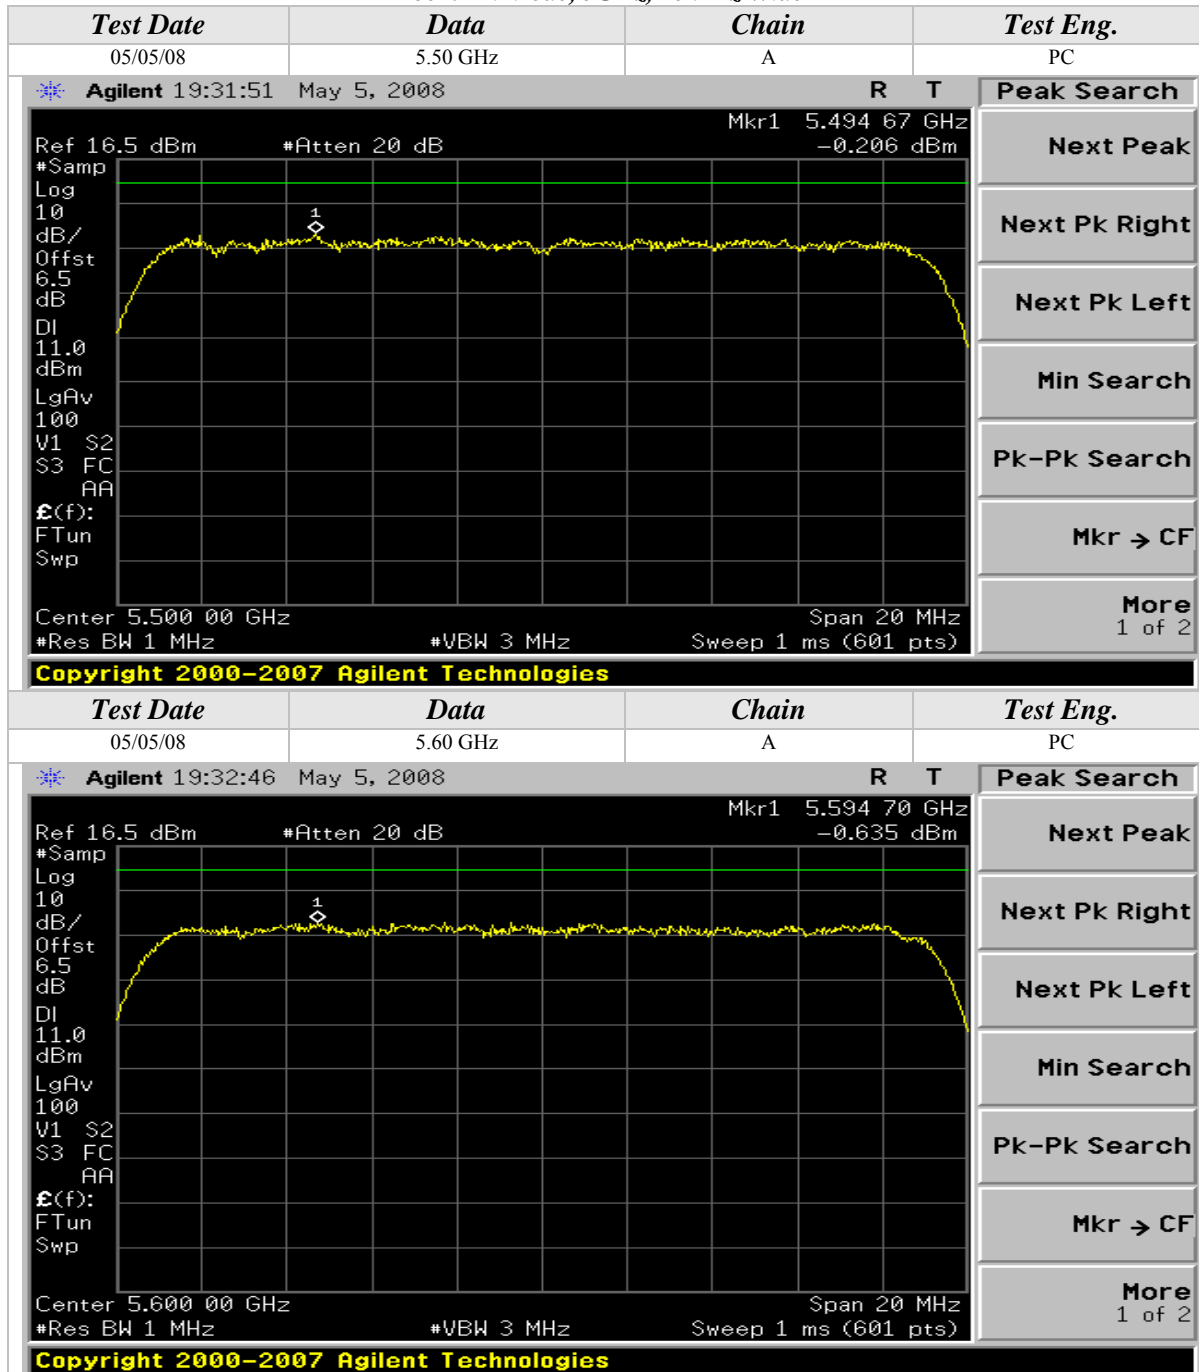 Test Date Data Chain Test Eng.
05/05/08 5.50 GHz A PC
Agilent 19:31:51 May 5, 2008 R T Peak Search
Mkr1 5.494 67 GHz
Ref 16.5 dBm #Atten 20 dB -0.206 dBm
#Samp
Log
10
dB/
Offst
6.5
dB
DI
11.0
dBm
LgAv
100
V1 S2
S3 FC
AA
£(f):
FTun
Swp
1
Center 5.500 00 GHz Span 20 MHz
#Res BW 1 MHz #VBW 3 MHz Sweep 1 ms (601 pts)
Next Peak
Next Pk Right
Next Pk Left
Min Search
Pk-Pk Search
Mkr → CF
More
1 of 2
Copyright 2000-2007 Agilent Technologies
Test Date Data Chain Test Eng.
05/05/08 5.60 GHz A PC
Agilent 19:32:46 May 5, 2008 R T Peak Search
Mkr1 5.594 70 GHz
Ref 16.5 dBm #Atten 20 dB -0.635 dBm
#Samp
Log
10
dB/
Offst
6.5
dB
DI
11.0
dBm
LgAv
100
V1 S2
S3 FC
AA
£(f):
FTun
Swp
1
Center 5.600 00 GHz Span 20 MHz
#Res BW 1 MHz #VBW 3 MHz Sweep 1 ms (601 pts)
Next Peak
Next Pk Right
Next Pk Left
Min Search
Pk-Pk Search
Mkr → CF
More
1 of 2
Copyright 2000-2007 Agilent Technologies